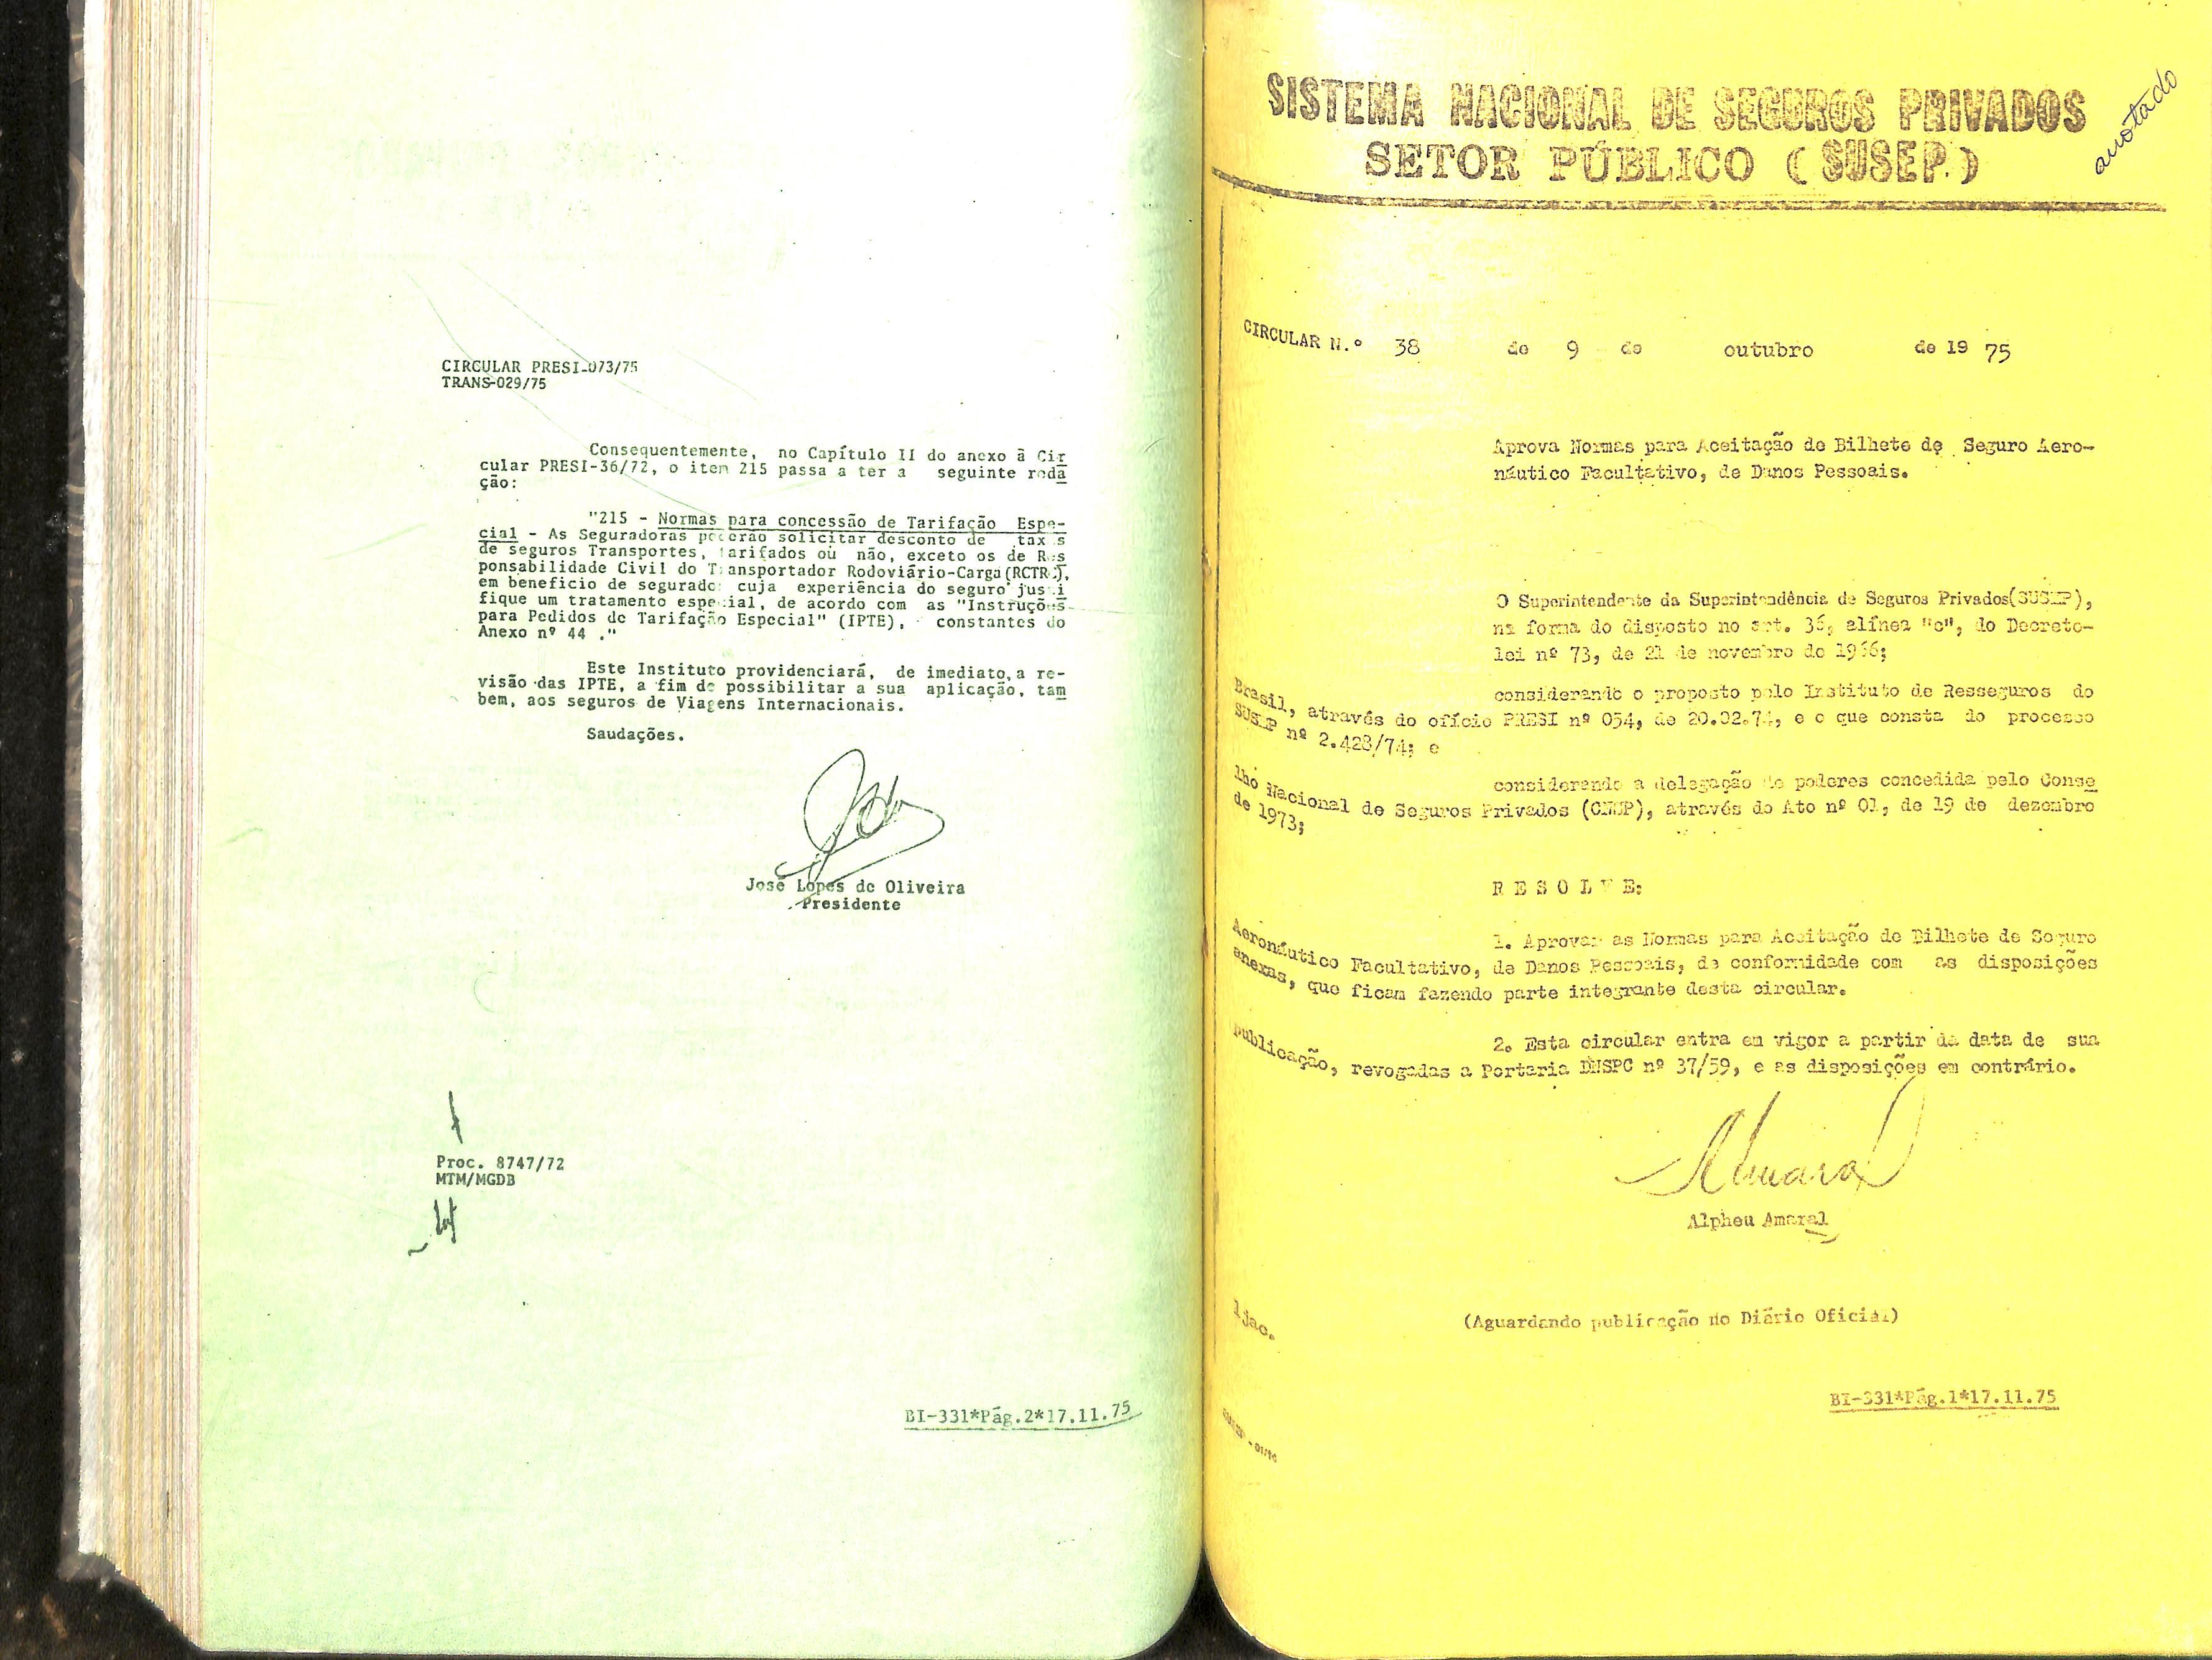 CIRCULAR PRESI-073/75
TRANS-029/75
Consequentemente, no Capítulo II do anexo à Cir
cular PRESI-36/72, o item 215 passa a ter a seguinte reda
ção:
"215 - Normas para concessão de Tarifação Espe-
cial - As Seguradoras poderão solicitar desconto de taxas
de seguros Transportes, tarifados ou não, exceto os de Res
ponsabilidade Civil do Transportador Rodoviário-Carga(RCTRC),
em beneficio de segurado: cuja experiência do seguro justi
fique um tratamento especial, de acordo com as "Instruções
para Pedidos de Tarifação Especial" (IPTE), constantes do
Anexo nº 44 ."
Este Instituto providenciará, de imediato, a re-
visão das IPTE, a fim de possibilitar a sua aplicação, tam
bem, aos seguros de Viagens Internacionais.
Saudações.
José Lopes de Oliveira
Presidente
Proc. 8747/72
MTM/MGDB
BI-331*Pág.2*17.11.75
SISTEMA NACIONAL DE SEGUROS PRIVADOS
SETOR PÚBLICO (SUSEP.)
anotado
CIRCULAR N.º 38 de 9 de outubro de 19 75
Aprova Normas para Aceitação de Bilhete de Seguro Aero-
náutico Facultativo, de Danos Pessoais.
O Superintendente da Superintendência de Seguros Privados(SUSEP),
na forma do disposto no art. 36, alínea "c", do Decreto-
lei nº 73, de 21 de novembro de 1966;
considerando o proposto pelo Instituto de Resseguros do
Brasil, através do ofício PRESI nº 054, de 20.02.74, e o que consta do processo
SUSEP nº 2.428/74; e
considerando a delegação de poderes concedida pelo Conse
lho Nacional de Seguros Privados (CNSP), através do Ato nº 01, de 19 de dezembro
de 1973;
R E S O L V E:
1. Aprovar as Normas para Aceitação de Bilhete de Seguro
Aeronáutico Facultativo, de Danos Pessoais, de conformidade com as disposições
anexas, que ficam fazendo parte integrante desta circular.
2. Esta circular entra em vigor a partir da data de sua
publicação, revogadas a Portaria DNSPC nº 37/59, e as disposições em contrário.
Alpheu Amaral
(Aguardando publicação no Diário Oficial)
BI-331*Pág.1*17.11.75